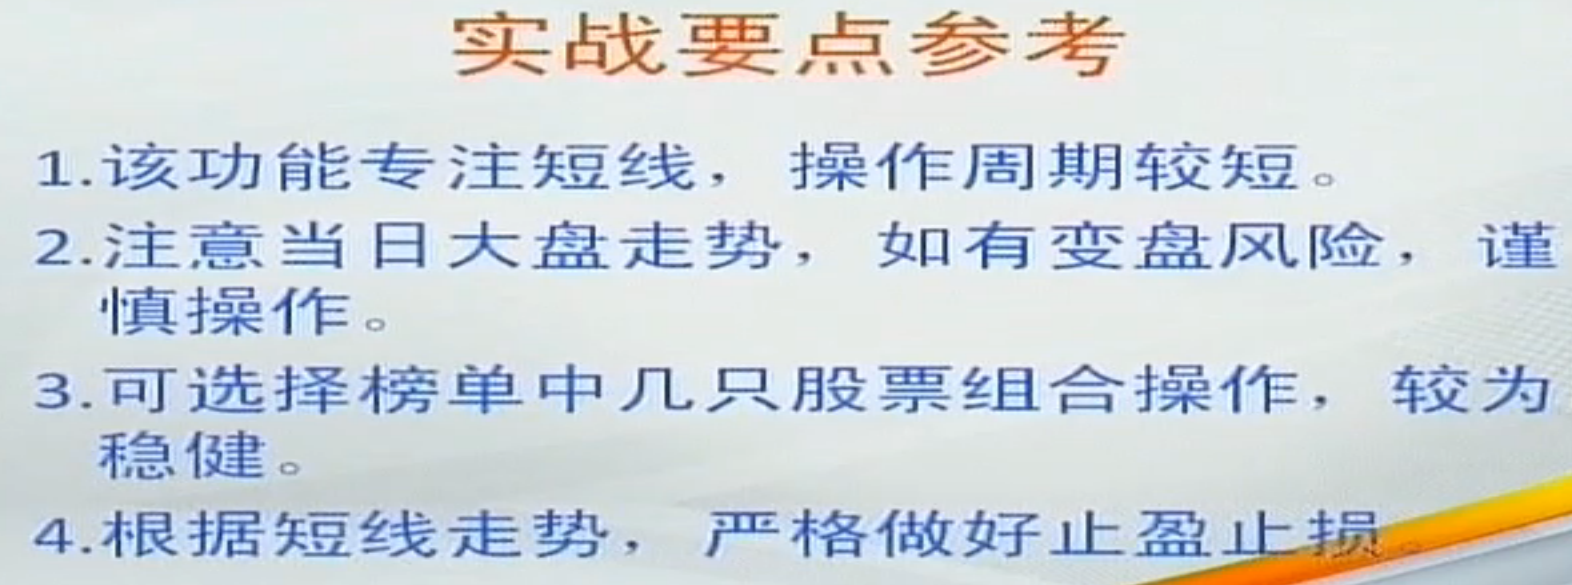 实战要点参考
1.该功能专注短线，操作周期较短。
2.注意当日大盘走势，如有变盘风险，谨
慎操作。
3.可选择榜单中几只股票组合操作，较为
稳健。
4.根据短线走势，严格做好止盈止损。